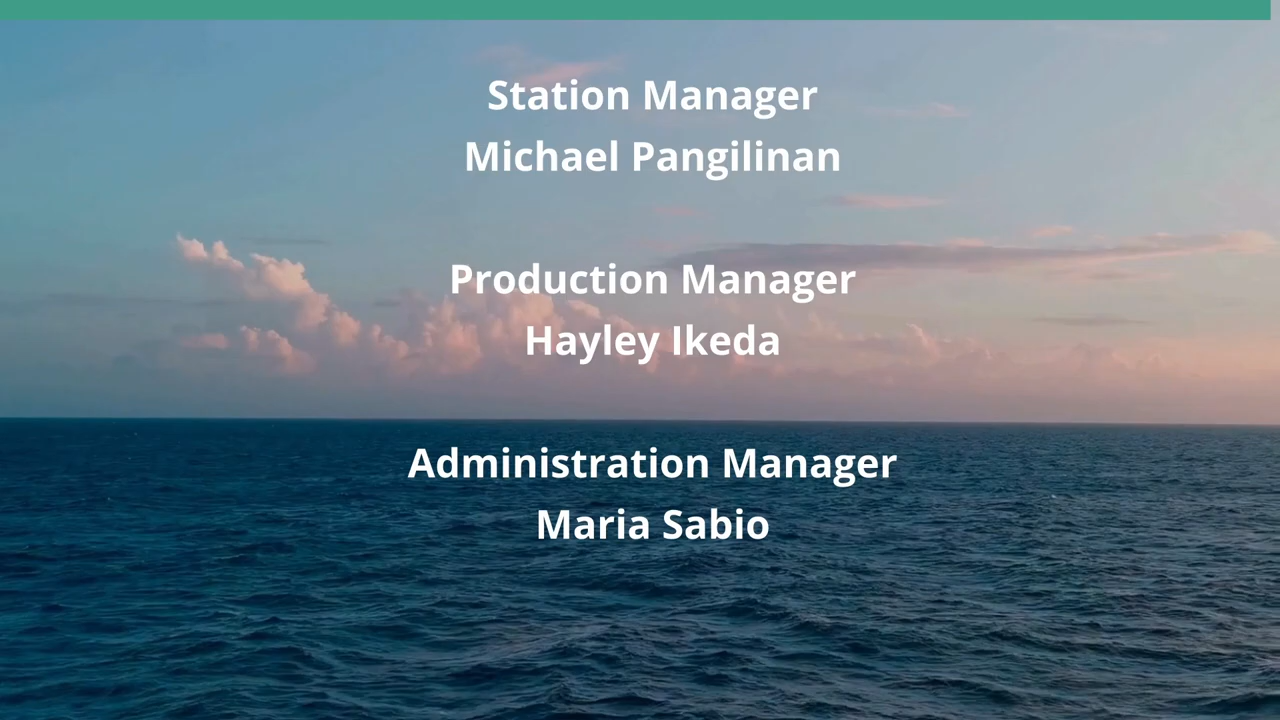 Station Manager
Michael Pangilinan
Production Manager
Hayley Ikeda
Administration Manager
Maria Sabio